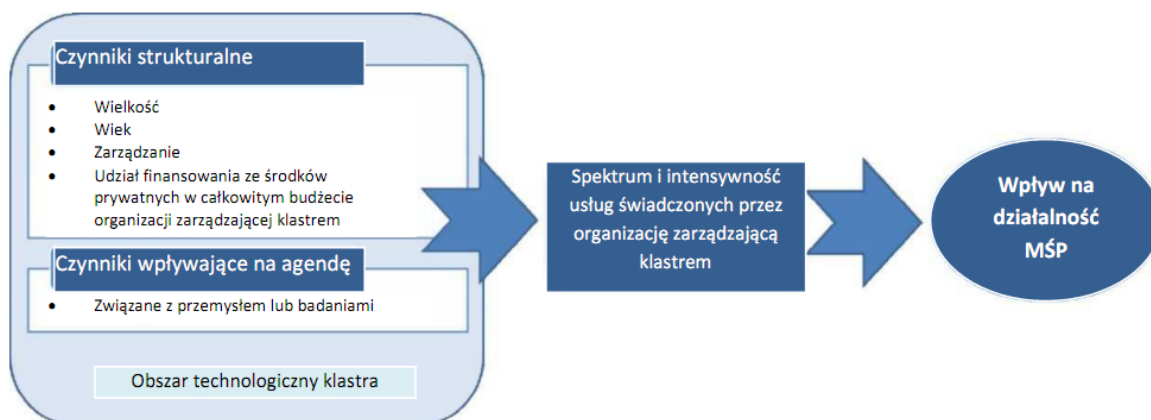 Czynniki strukturalne
• Wielkość
• Wiek
• Zarządzanie
• Udział finansowania ze środków
prywatnych w całkowitym budżecie
organizacji zarządzającej klastrem
Czynniki wpływające na agendę
• Związane z przemysłem lub badaniami
Obszar technologiczny klastra
Spektrum i intensywność
usług świadczonych przez
organizację zarządzającą
klastrem
Wpływ na
działalność
MŚP